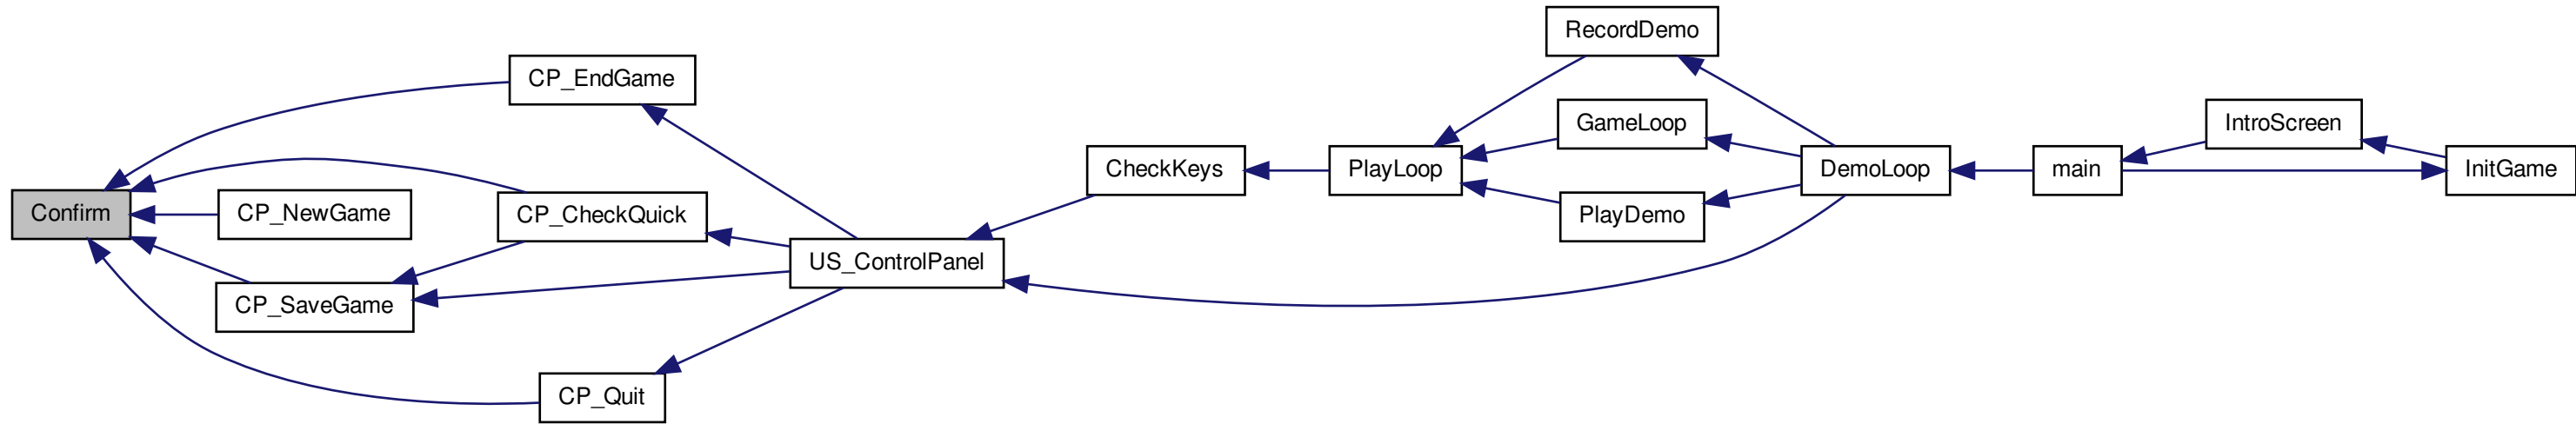 Confirm
CP_EndGame
CP_CheckQuick
CP_NewGame
CP_SaveGame
CP_Quit
US_ControlPanel
CheckKeys
PlayLoop
RecordDemo
GameLoop
PlayDemo
DemoLoop
main
IntroScreen
InitGame